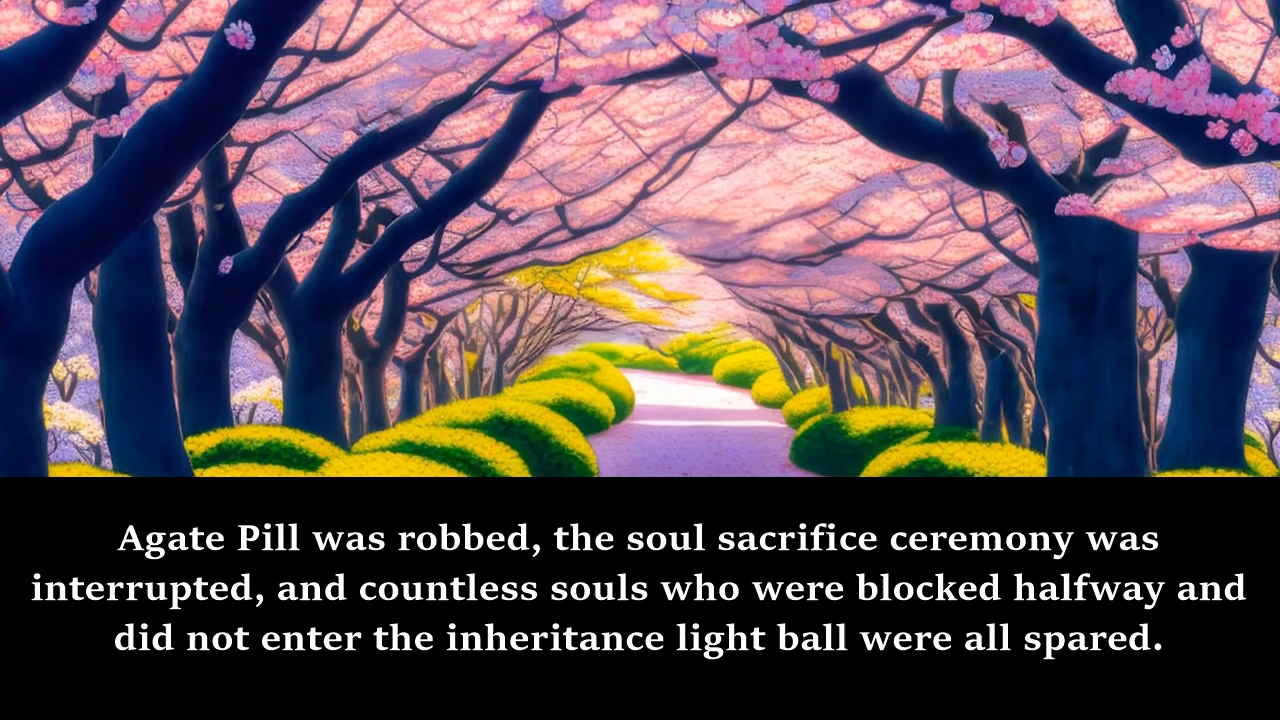 Agate Pill was robbed, the soul sacrifice ceremony was
interrupted, and countless souls who were blocked halfway and
did not enter the inheritance light ball were all spared.